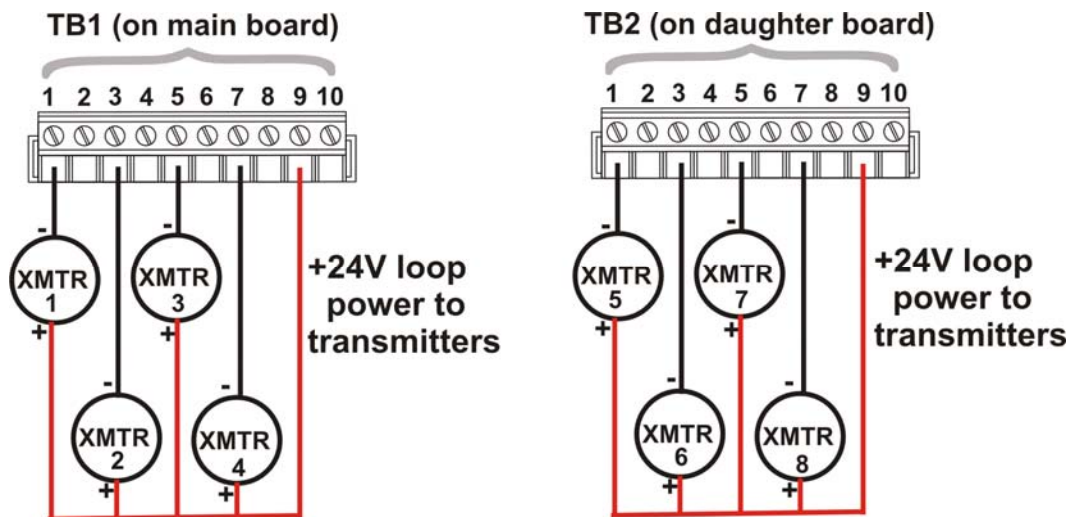 TB1 (on main board)
1 2 3 4 5 6 7 8 9 10
-
XMTR
1
+
-
XMTR
3
+
-
XMTR
2
+
-
XMTR
4
+
+24V loop
power to
transmitters
TB2 (on daughter board)
1 2 3 4 5 6 7 8 9 10
-
XMTR
5
+
-
XMTR
7
+
-
XMTR
6
+
-
XMTR
8
+
+24V loop
power to
transmitters